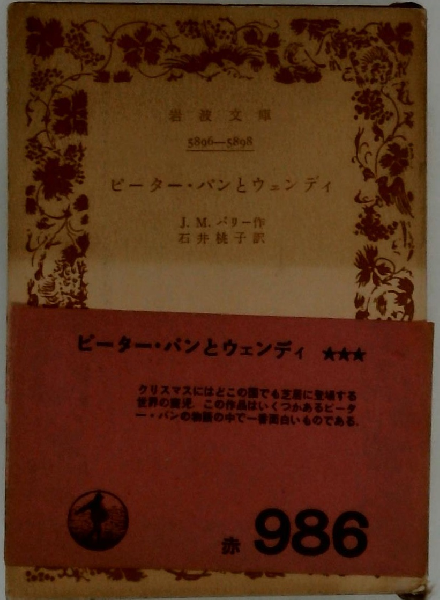 岩波文庫
5896—5898
ピーター・パンとウェンディ
J. M. バリー作
石井桃子訳
ピーター・パンとウェンディ ★★★
クリスマスにはどこの国でも芝居に登場する
世界の寵児．この作品はいくつかあるピータ
ー・パンの物語の中で一番面白いものである．
赤 986